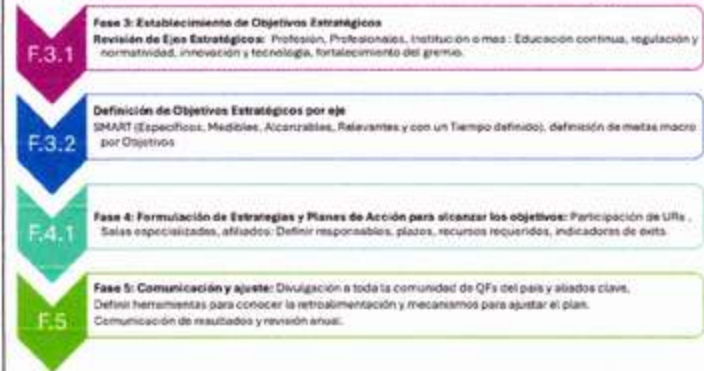 F.3.1
Fase 3: Establecimiento de Objetivos Estratégicos
Revisión de Ejes Estratégicos: Profesión, Profesionales, Institución o mas : Educación continua, regulación y
normatividad, innovación y tecnología, fortalecimiento del gremio.
F.3.2
Definición de Objetivos Estratégicos por eje
SMART (Específicos, Medibles, Alcanzables, Relevantes y con un Tiempo definido), definición de metas macro
por Objetivos
F.4.1
Fase 4: Formulación de Estrategias y Planes de Acción para alcanzar los objetivos: Participación de URs ,
Salas especializadas, afiliados: Definir responsables, plazos, recursos requeridos, indicadores de éxito.
F.5
Fase 5: Comunicación y ajuste: Divulgación a toda la comunidad de QFs del país y aliados clave.
Definir herramientas para conocer la retroalimentación y mecanismos para ajustar el plan.
Comunicación de resultados y revisión anual.